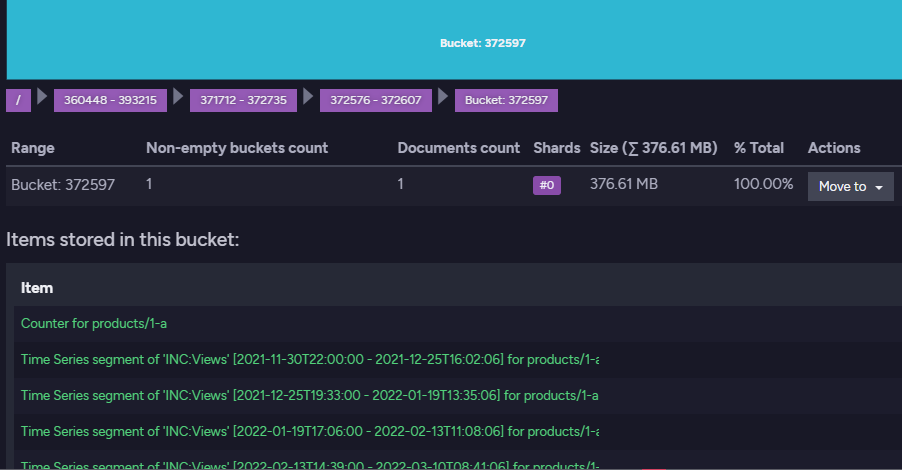 Bucket: 372597
/ 360448 - 393215 371712 - 372735 372576 - 372607 Bucket: 372597
Range Non-empty buckets count Documents count Shards Size (∑ 376.61 MB) % Total Actions
Bucket: 372597 1 1 #0 376.61 MB 100.00% Move to
Items stored in this bucket:
Item
Counter for products/1-a
Time Series segment of 'INC:Views' [2021-11-30T22:00:00 - 2021-12-25T16:02:06] for products/1-a
Time Series segment of 'INC:Views' [2021-12-25T19:33:00 - 2022-01-19T13:35:06] for products/1-a
Time Series segment of 'INC:Views' [2022-01-19T17:06:00 - 2022-02-13T11:08:06] for products/1-a
Time Series segment of 'INC:Views' [2022-02-13T14:39:00 - 2022-03-10T08:41:06] for products/1-a